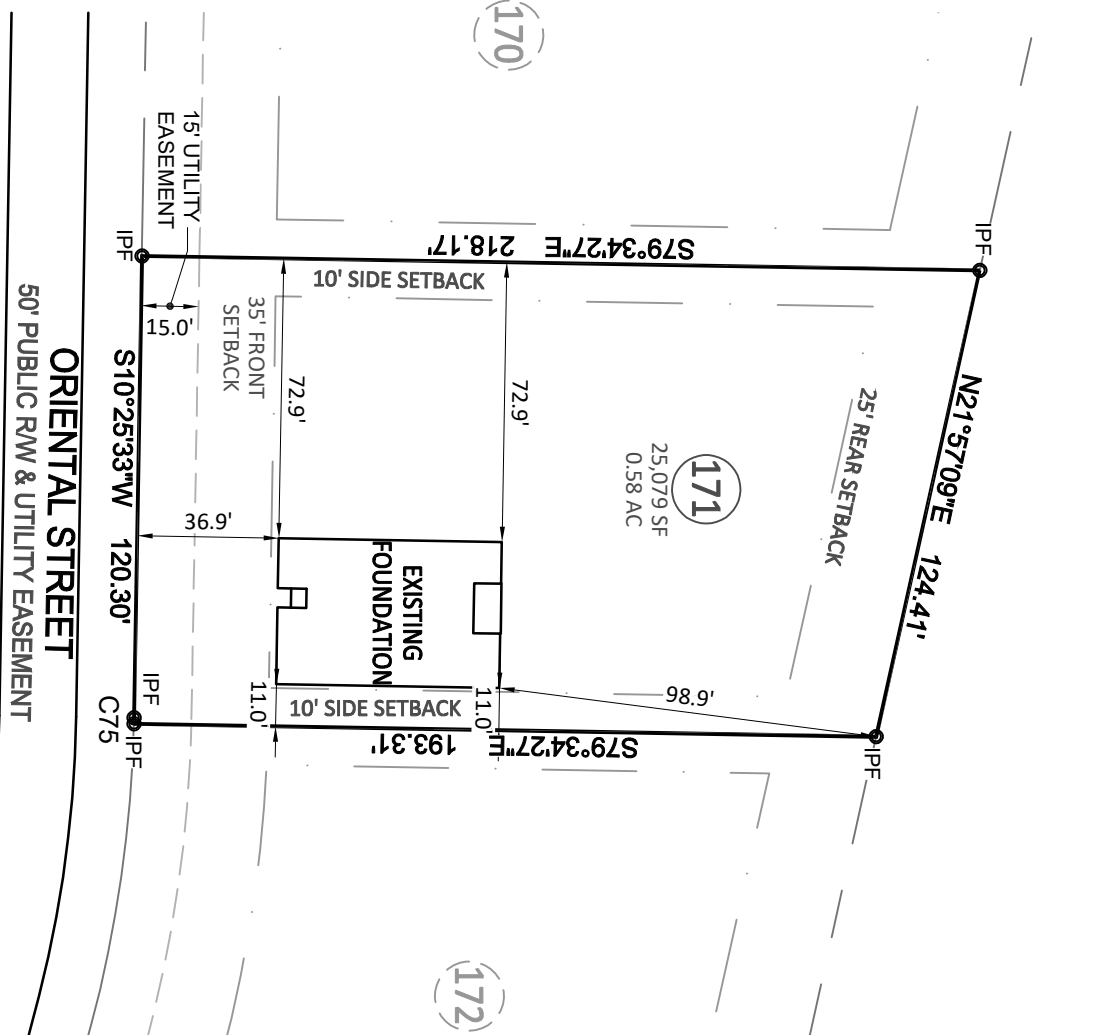 170
IPF
IPF
15' UTILITY
EASEMENT
S79°34'27"E 218.17'
10' SIDE SETBACK
15.0'
35' FRONT
SETBACK
72.9'
72.9'
N21°57'09"E 124.41'
25' REAR SETBACK
171
25,079 SF
0.58 AC
ORIENTAL STREET
50' PUBLIC R/W & UTILITY EASEMENT
S10°25'33"W 120.30'
36.9'
EXISTING
FOUNDATION
98.9'
11.0'
10' SIDE SETBACK
11.0'
S79°34'27"E 193.31'
IPF
C75
IPF
IPF
172